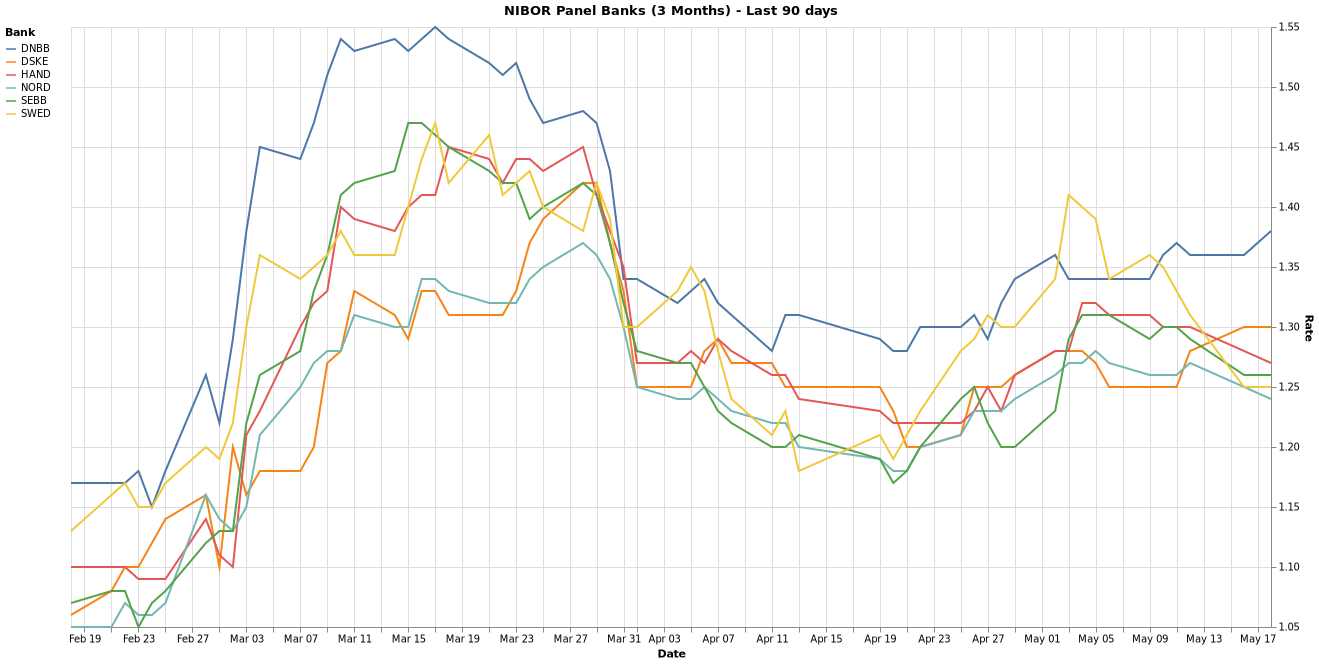 NIBOR Panel Banks (3 Months) - Last 90 days
Bank
DNBB
DSKE
HAND
NORD
SEBB
SWED
1.55
1.50
1.45
1.40
1.35
1.30
1.25
1.20
1.15
1.10
1.05
Rate
Feb 19 Feb 23 Feb 27 Mar 03 Mar 07 Mar 11 Mar 15 Mar 19 Mar 23 Mar 27 Mar 31 Apr 03 Apr 07 Apr 11 Apr 15 Apr 19 Apr 23 Apr 27 May 01 May 05 May 09 May 13 May 17
Date